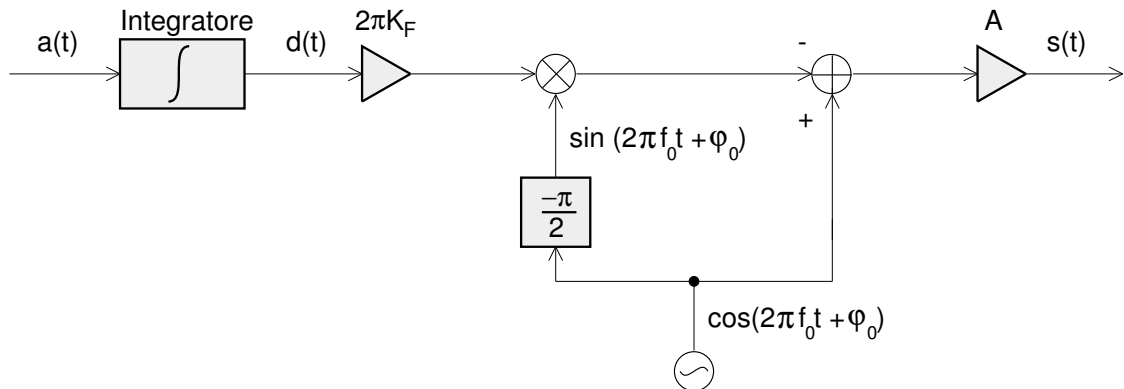 Integratore
2πK_F
A
a(t)
d(t)
-
s(t)
+
sin (2πf_0t +φ_0)
−π
2
cos(2πf_0t +φ_0)